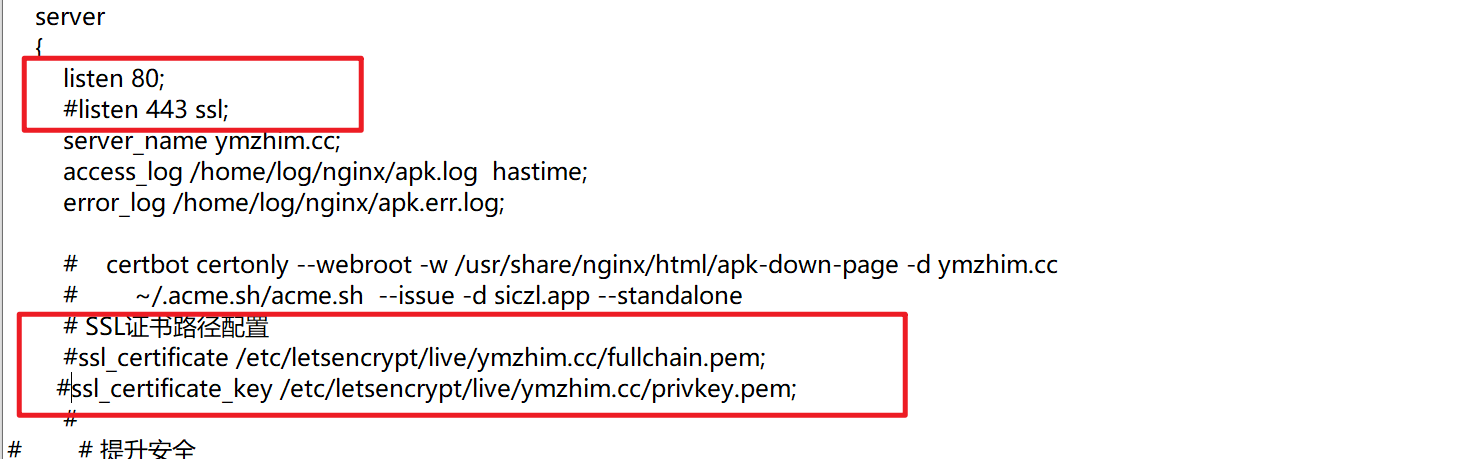 server
{
listen 80;
#listen 443 ssl;
server_name ymzhim.cc;
access_log /home/log/nginx/apk.log  hastime;
error_log /home/log/nginx/apk.err.log;
#    certbot certonly --webroot -w /usr/share/nginx/html/apk-down-page -d ymzhim.cc
#        ~/.acme.sh/acme.sh  --issue -d siczl.app --standalone
# SSL证书路径配置
#ssl_certificate /etc/letsencrypt/live/ymzhim.cc/fullchain.pem;
#ssl_certificate_key /etc/letsencrypt/live/ymzhim.cc/privkey.pem;
#
#        # 提升安全